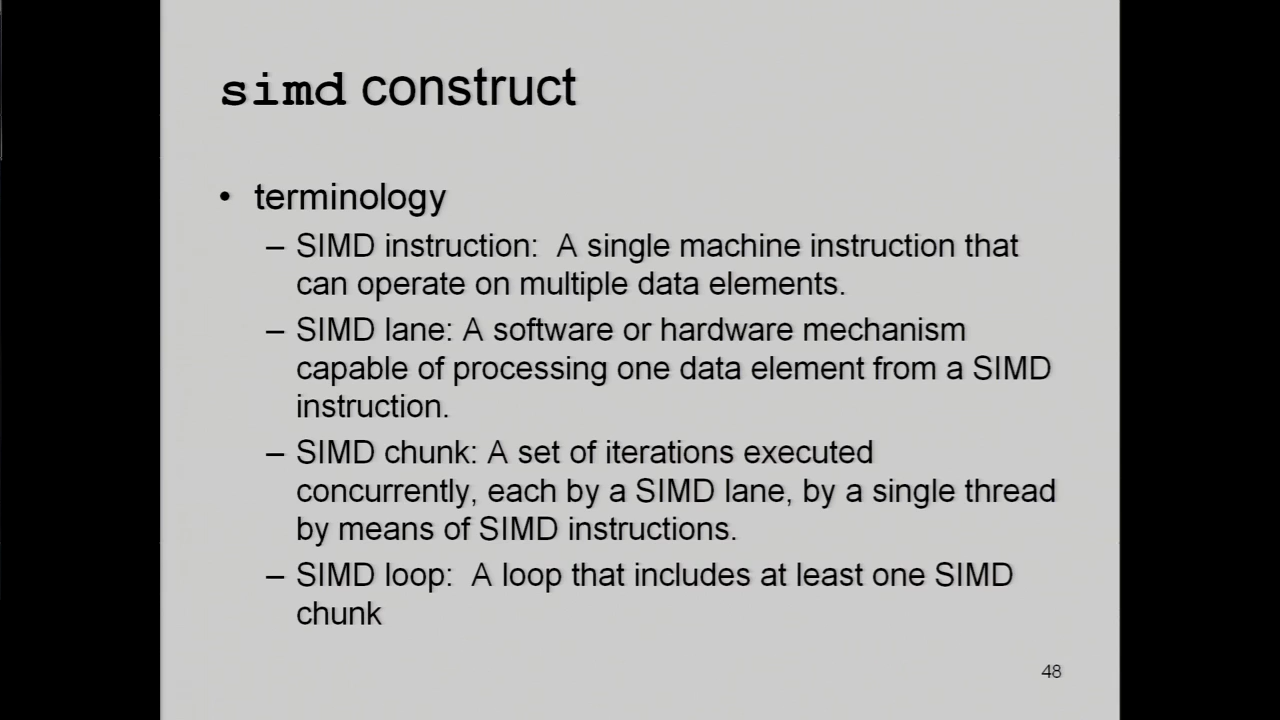 simd construct
• terminology
– SIMD instruction: A single machine instruction that
can operate on multiple data elements.
– SIMD lane: A software or hardware mechanism
capable of processing one data element from a SIMD
instruction.
– SIMD chunk: A set of iterations executed
concurrently, each by a SIMD lane, by a single thread
by means of SIMD instructions.
– SIMD loop: A loop that includes at least one SIMD
chunk
48